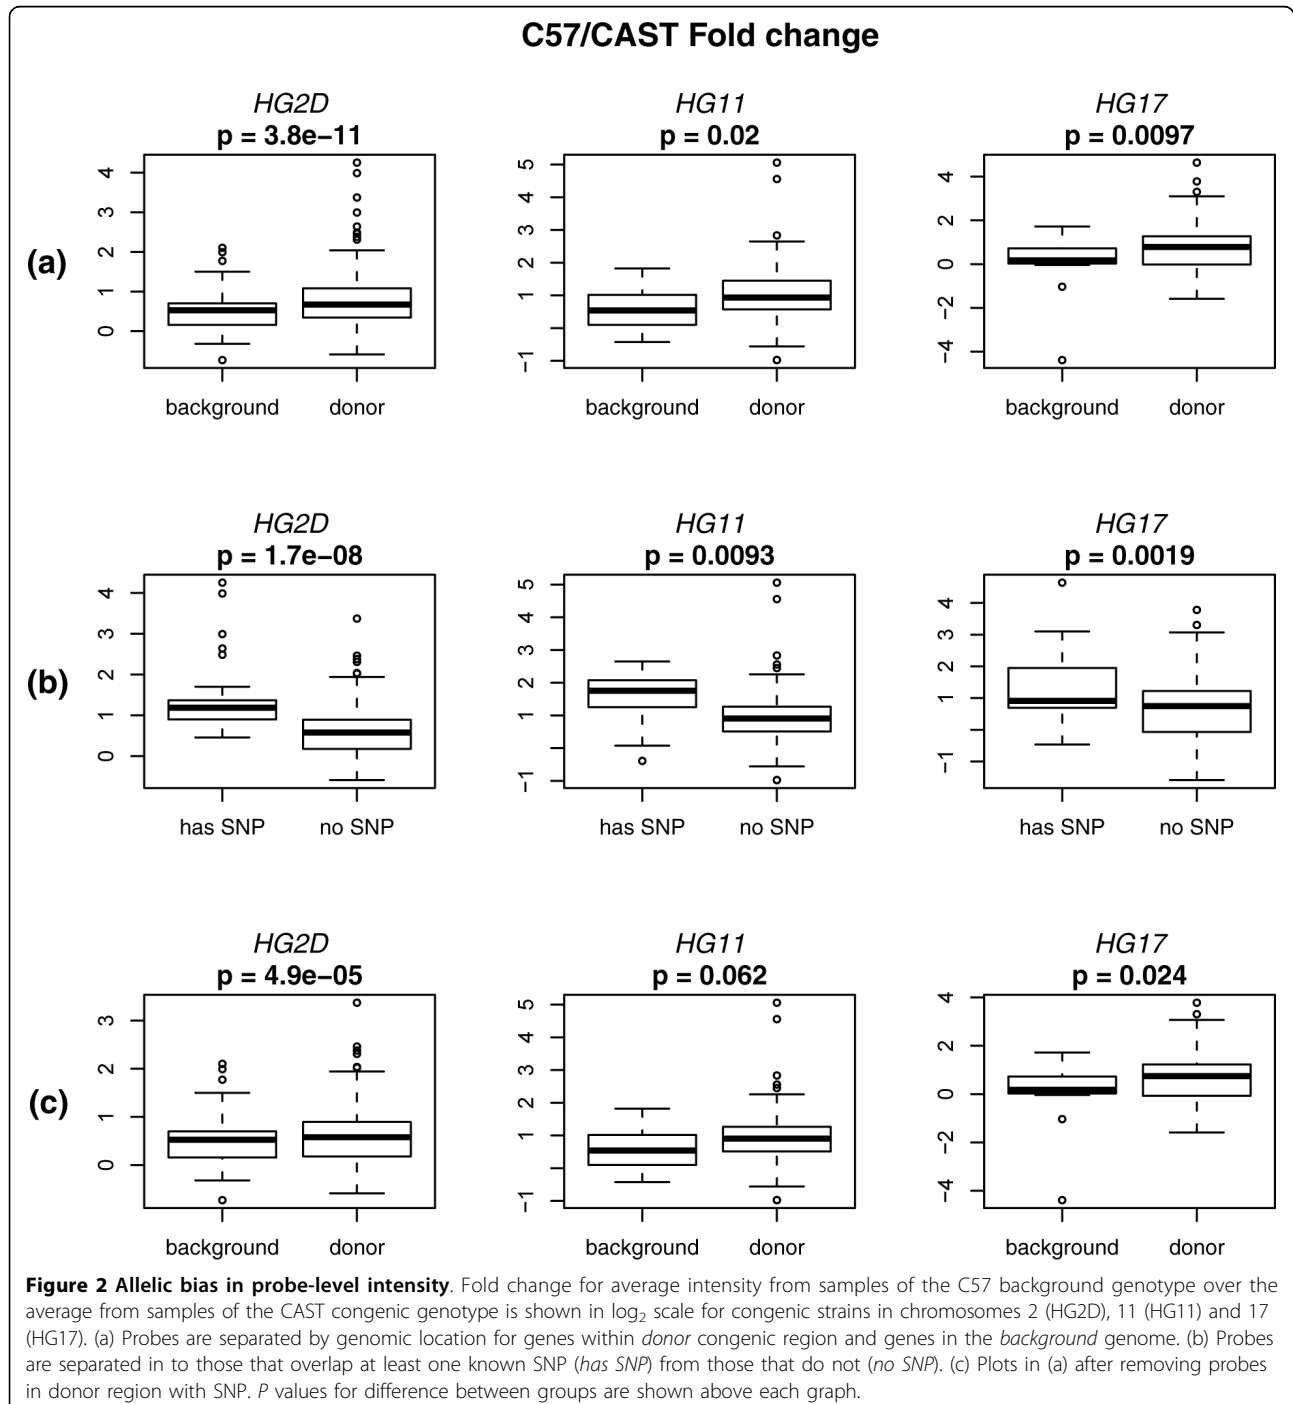 C57/CAST Fold change
HG2D
p = 3.8e−11
HG11
p = 0.02
HG17
p = 0.0097
(a)
0
1
2
3
4
background
donor
−1
1
2
3
4
5
background
donor
−4
−2
0
2
4
background
donor
HG2D
p = 1.7e−08
HG11
p = 0.0093
HG17
p = 0.0019
(b)
0
1
2
3
4
has SNP
no SNP
−1
1
2
3
4
5
has SNP
no SNP
−1
1
2
3
4
has SNP
no SNP
HG2D
p = 4.9e−05
HG11
p = 0.062
HG17
p = 0.024
(c)
0
1
2
3
background
donor
−1
1
2
3
4
5
background
donor
−4
−2
0
2
4
background
donor
Figure 2 Allelic bias in probe-level intensity. Fold change for average intensity from samples of the C57 background genotype over the
average from samples of the CAST congenic genotype is shown in log2 scale for congenic strains in chromosomes 2 (HG2D), 11 (HG11) and 17
(HG17). (a) Probes are separated by genomic location for genes within donor congenic region and genes in the background genome. (b) Probes
are separated in to those that overlap at least one known SNP (has SNP) from those that do not (no SNP). (c) Plots in (a) after removing probes
in donor region with SNP. P values for difference between groups are shown above each graph.